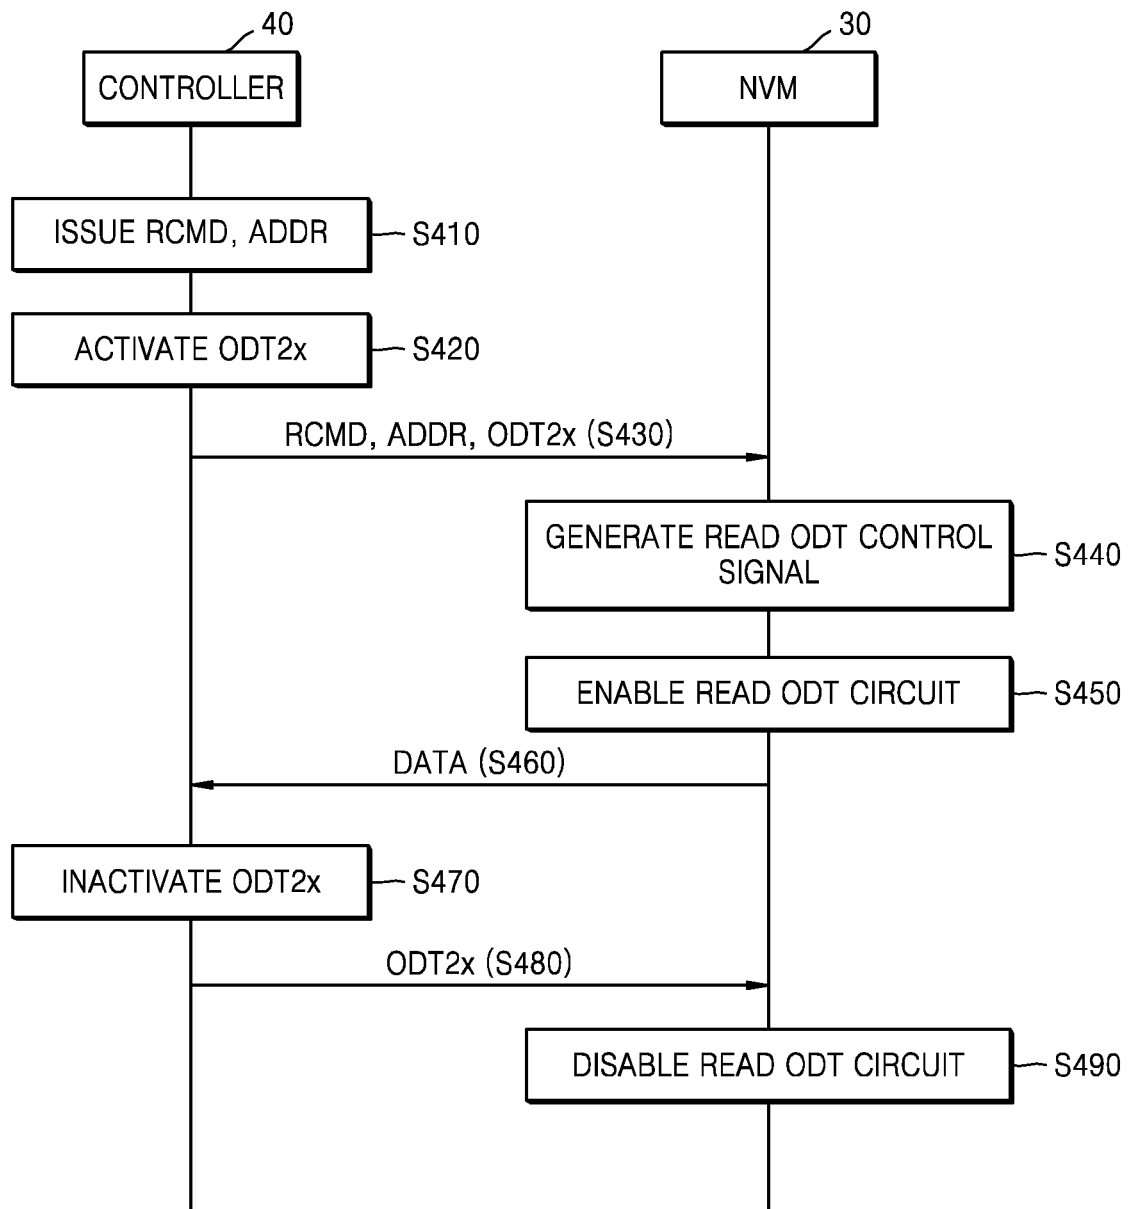 40
30
CONTROLLER
NVM
ISSUE RCMD, ADDR
S410
ACTIVATE ODT2x
S420
RCMD, ADDR, ODT2x (S430)
GENERATE READ ODT CONTROL
SIGNAL
S440
ENABLE READ ODT CIRCUIT
S450
DATA (S460)
INACTIVATE ODT2x
S470
ODT2x (S480)
DISABLE READ ODT CIRCUIT
S490